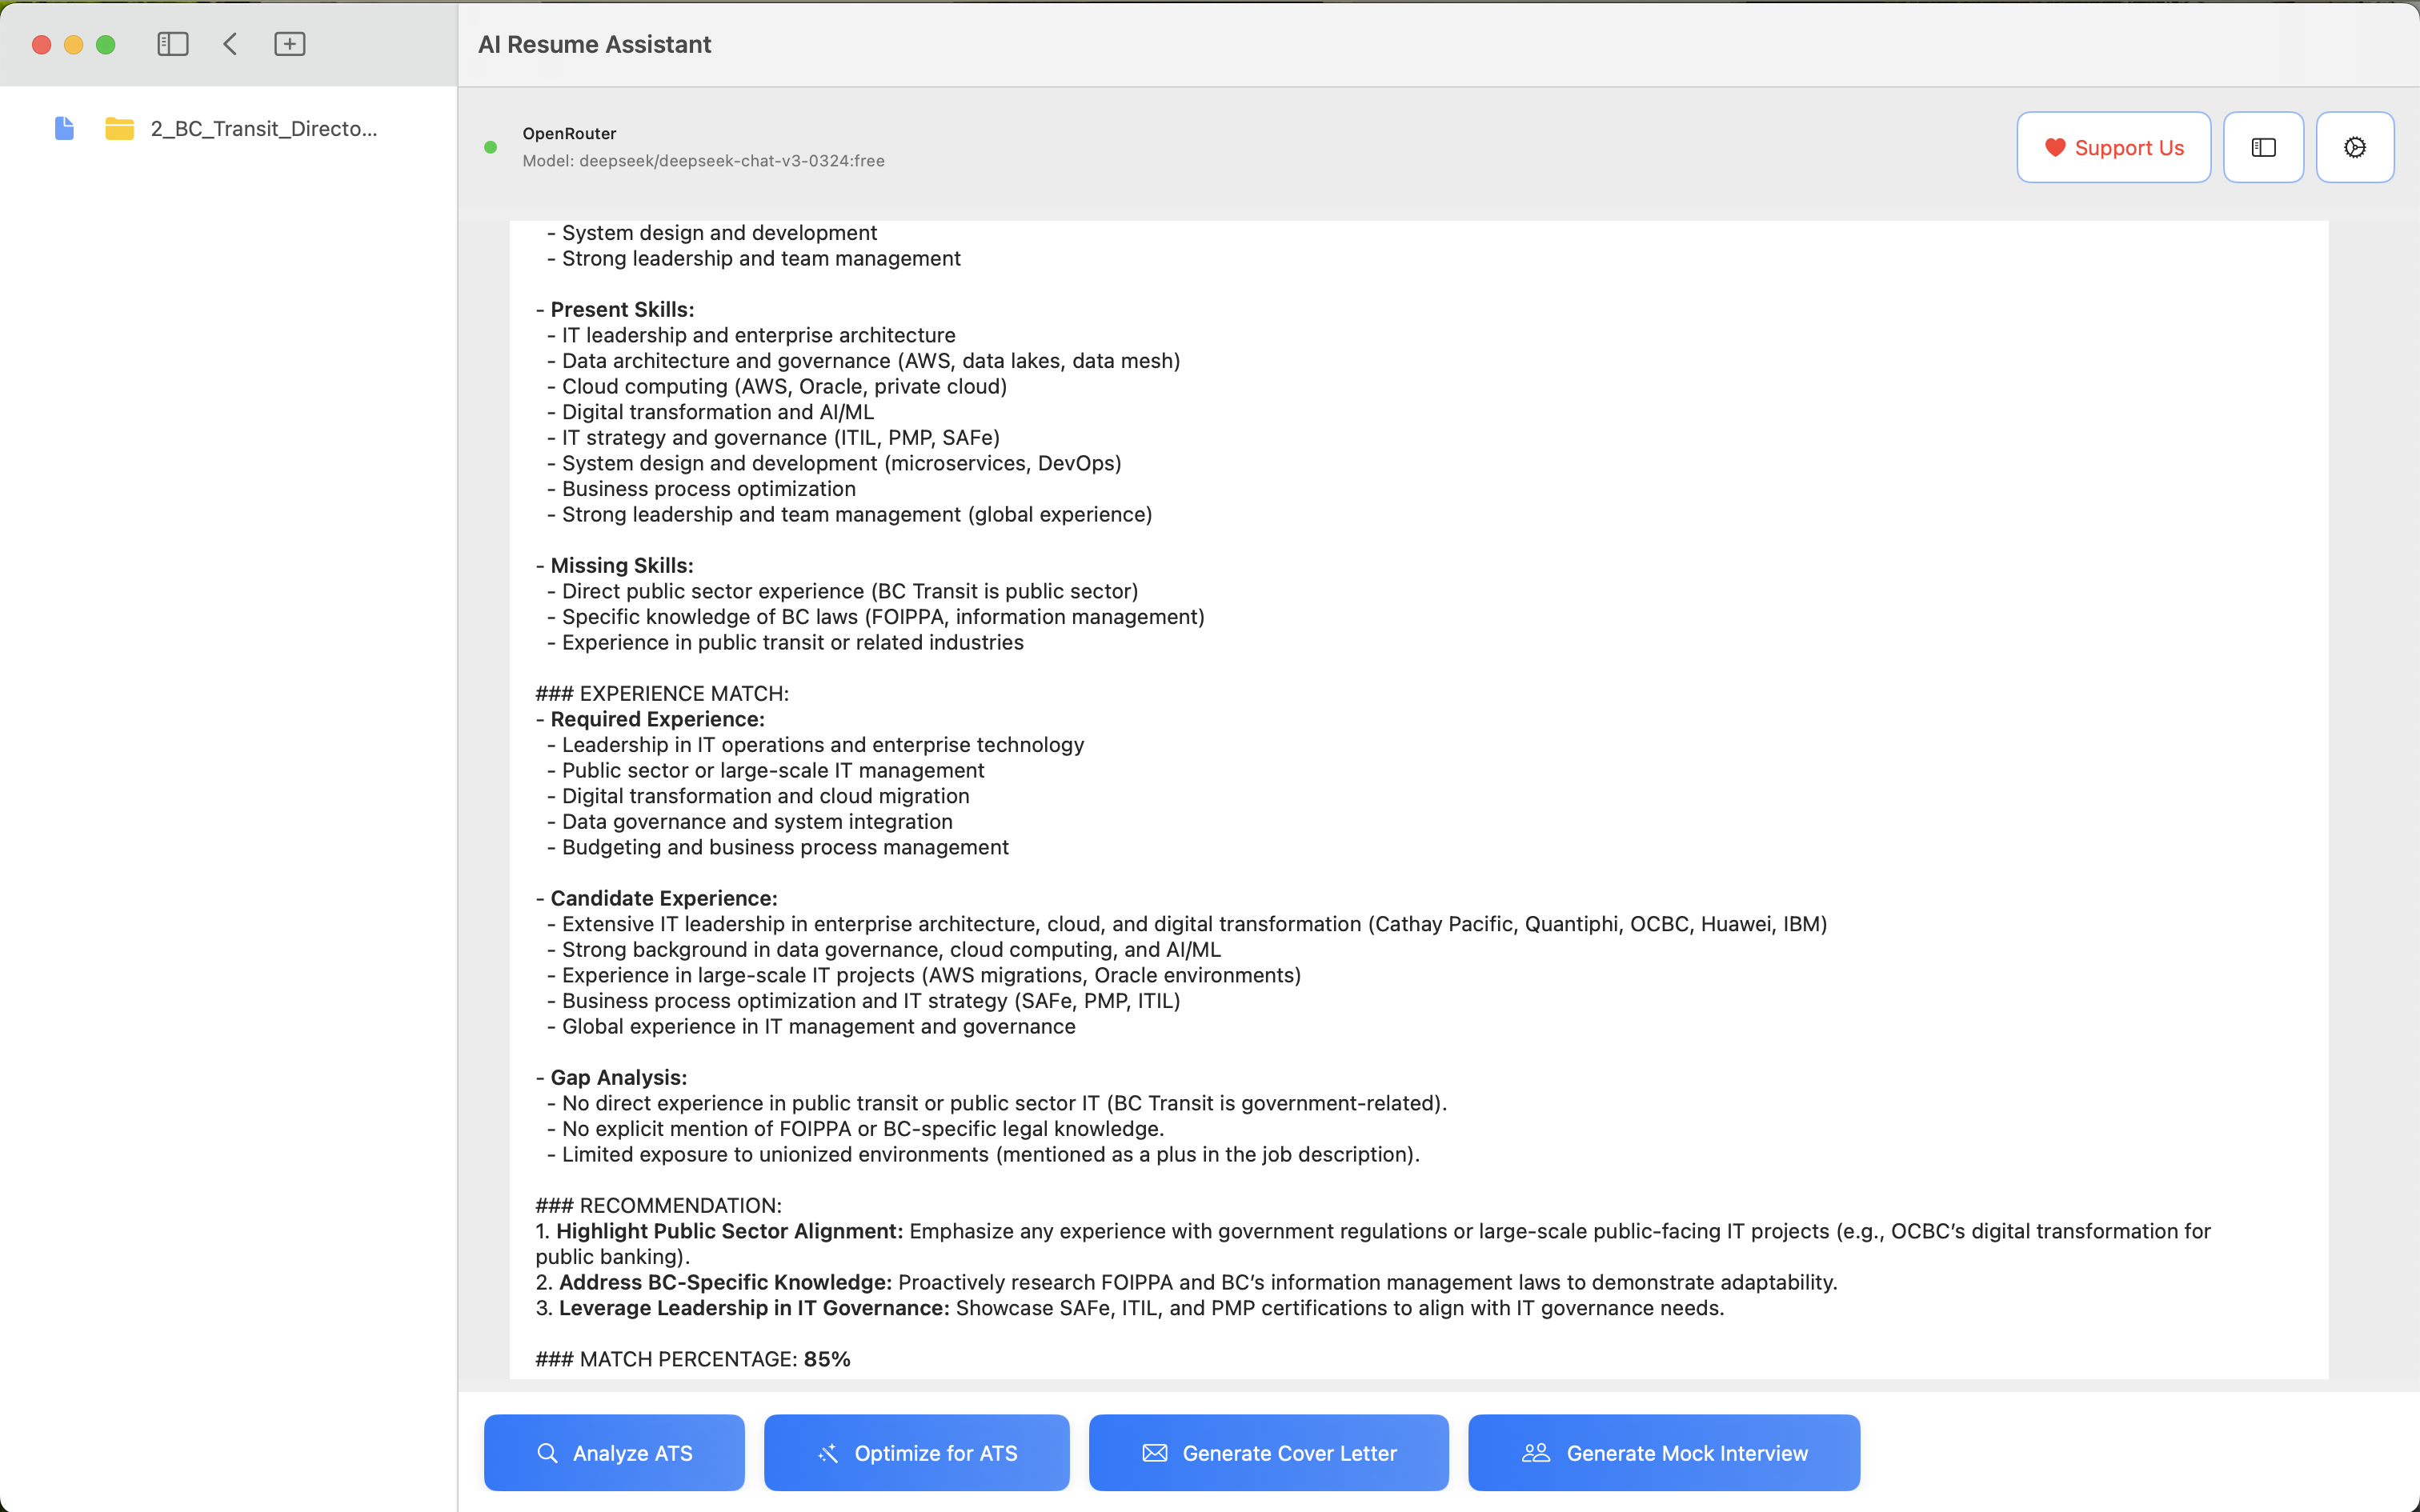 AI Resume Assistant
2_BC_Transit_Directo...
OpenRouter
Model: deepseek/deepseek-chat-v3-0324:free
Support Us
- System design and development
- Strong leadership and team management
- Present Skills:
- IT leadership and enterprise architecture
- Data architecture and governance (AWS, data lakes, data mesh)
- Cloud computing (AWS, Oracle, private cloud)
- Digital transformation and AI/ML
- IT strategy and governance (ITIL, PMP, SAFe)
- System design and development (microservices, DevOps)
- Business process optimization
- Strong leadership and team management (global experience)
- Missing Skills:
- Direct public sector experience (BC Transit is public sector)
- Specific knowledge of BC laws (FOIPPA, information management)
- Experience in public transit or related industries
### EXPERIENCE MATCH:
- Required Experience:
- Leadership in IT operations and enterprise technology
- Public sector or large-scale IT management
- Digital transformation and cloud migration
- Data governance and system integration
- Budgeting and business process management
- Candidate Experience:
- Extensive IT leadership in enterprise architecture, cloud, and digital transformation (Cathay Pacific, Quantiphi, OCBC, Huawei, IBM)
- Strong background in data governance, cloud computing, and AI/ML
- Experience in large-scale IT projects (AWS migrations, Oracle environments)
- Business process optimization and IT strategy (SAFe, PMP, ITIL)
- Global experience in IT management and governance
- Gap Analysis:
- No direct experience in public transit or public sector IT (BC Transit is government-related).
- No explicit mention of FOIPPA or BC-specific legal knowledge.
- Limited exposure to unionized environments (mentioned as a plus in the job description).
### RECOMMENDATION:
1. Highlight Public Sector Alignment: Emphasize any experience with government regulations or large-scale public-facing IT projects (e.g., OCBC’s digital transformation for
public banking).
2. Address BC-Specific Knowledge: Proactively research FOIPPA and BC’s information management laws to demonstrate adaptability.
3. Leverage Leadership in IT Governance: Showcase SAFe, ITIL, and PMP certifications to align with IT governance needs.
### MATCH PERCENTAGE: 85%
Analyze ATS
Optimize for ATS
Generate Cover Letter
Generate Mock Interview